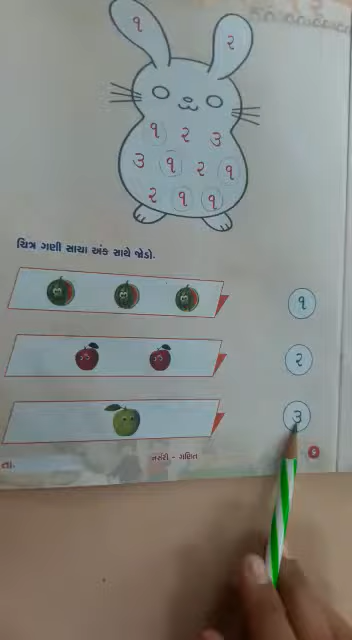 ૧ ૨
૧ ૨ ૩
૩ ૧ ૨ ૧
૨ ૧ ૧
ચિત્ર ગણી સાચા અંક સાથે જોડો.
૧
૨
૩
તા.
નર્સરી - ગણિત